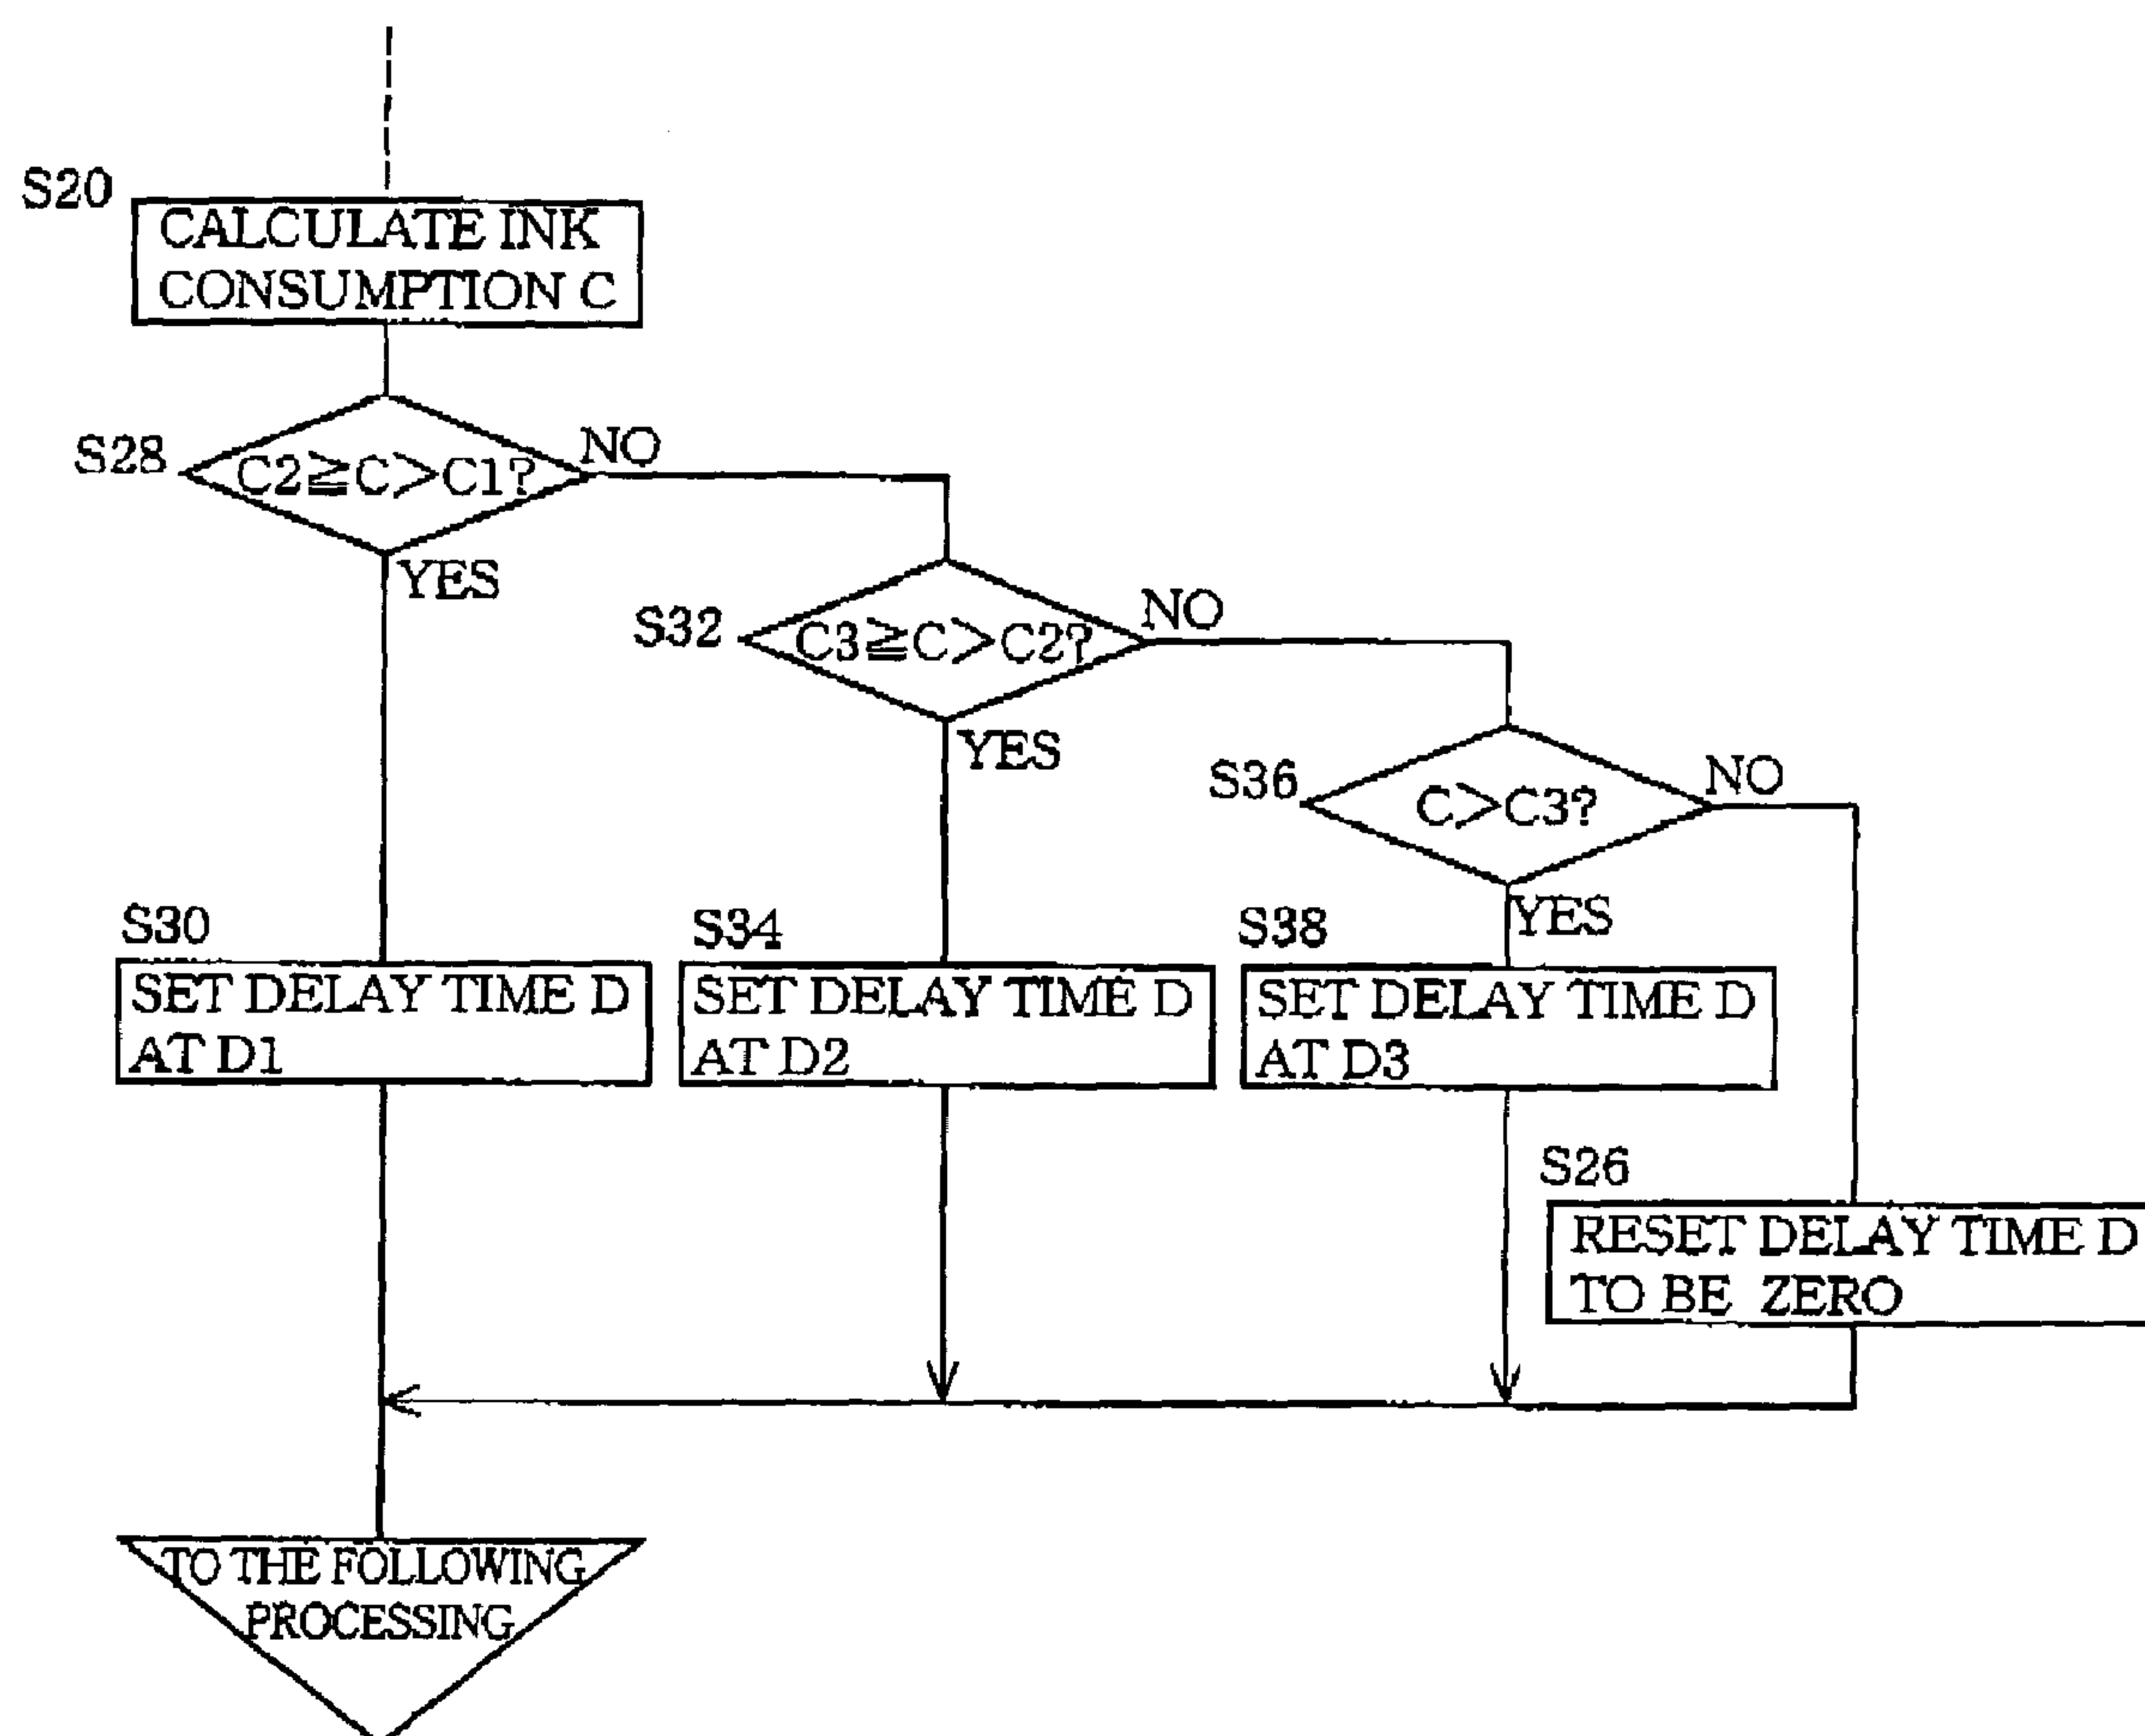 S20
CALCULATE INK
CONSUMPTION C
S28
C2≧C>C1?
NO
YES
S32
C3≧C>C2?
NO
YES
S36
C>C3?
NO
YES
S30
SET DELAY TIME D
AT D1
S34
SET DELAY TIME D
AT D2
S38
SET DELAY TIME D
AT D3
S26
RESET DELAY TIME D
TO BE ZERO
TO THE FOLLOWING
PROCESSING